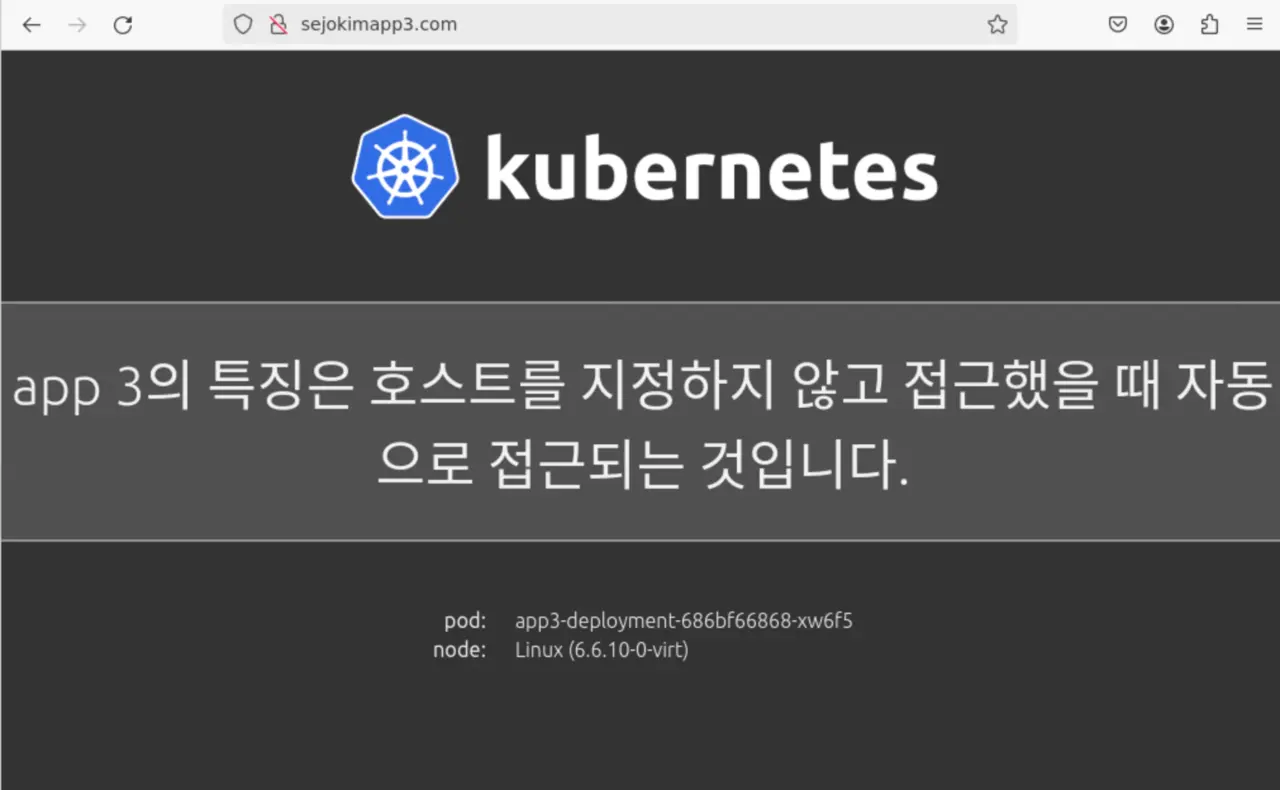 sejokimapp3.com
kubernetes
app 3의 특징은 호스트를 지정하지 않고 접근했을 때 자동
으로 접근되는 것입니다.
pod: app3-deployment-686bf66868-xw6f5
node: Linux (6.6.10-0-virt)